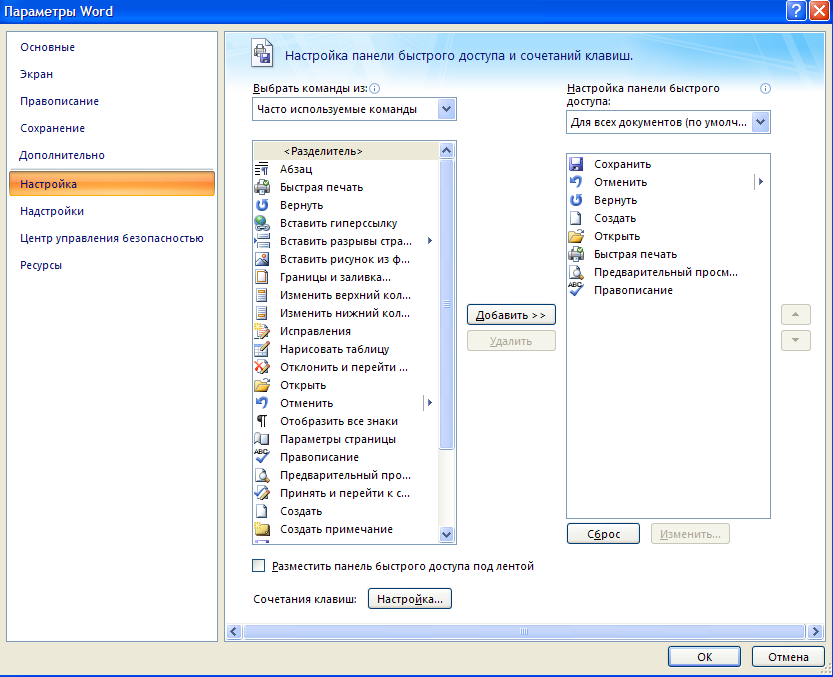 Параметры Word
Основные
Экран
Правописание
Сохранение
Дополнительно
Настройка
Надстройки
Центр управления безопасностью
Ресурсы
Настройка панели быстрого доступа и сочетаний клавиш.
Выбрать команды из:
Часто используемые команды
<Разделитель>
Абзац
Быстрая печать
Вернуть
Вставить гиперссылку
Вставить разрывы стра...
Вставить рисунок из ф...
Границы и заливка...
Изменить верхний кол...
Изменить нижний кол...
Исправления
Нарисовать таблицу
Отклонить и перейти ...
Открыть
Отменить
Отобразить все знаки
Параметры страницы
Правописание
Предварительный про...
Принять и перейти к с...
Создать
Создать примечание
Добавить >>
Удалить
Настройка панели быстрого
доступа:
Для всех документов (по умолч...
Сохранить
Отменить
Вернуть
Создать
Открыть
Быстрая печать
Предварительный просм...
Правописание
Сброс
Изменить...
Разместить панель быстрого доступа под лентой
Сочетания клавиш:
Настройка...
ОК
Отмена